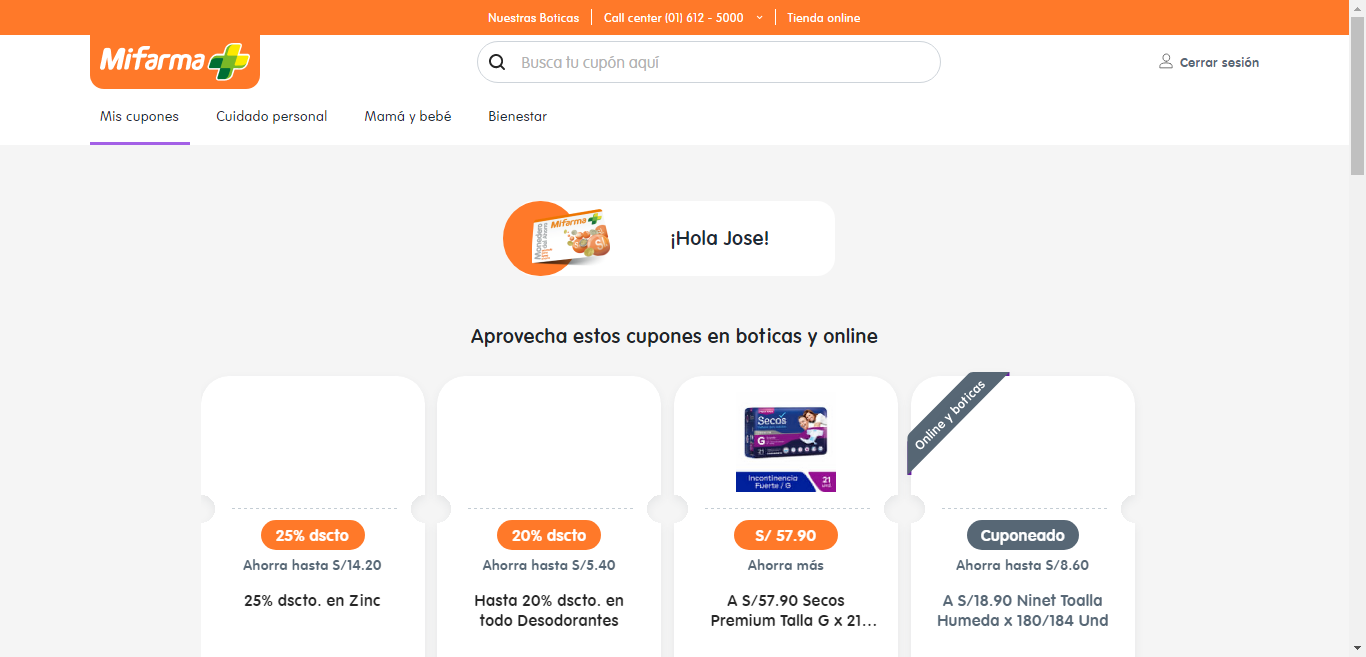 Nuestras Boticas
Call center (01) 612 - 5000
Tienda online
Mifarma
Busca tu cupón aquí
Cerrar sesión
Mis cupones
Cuidado personal
Mamá y bebé
Bienestar
Monedero
del Ahorro
Mifarma
¡Hola Jose!
Aprovecha estos cupones en boticas y online
25% dscto
Ahorra hasta S/14.20
25% dscto. en Zinc
20% dscto
Ahorra hasta S/5.40
Hasta 20% dscto. en
todo Desodorantes
Secos
G
21
Incontinencia
Fuerte / G
21
S/ 57.90
Ahorra más
A S/57.90 Secos
Premium Talla G x 21...
Online y boticas
Cuponeado
Ahorra hasta S/8.60
A S/18.90 Ninet Toalla
Humeda x 180/184 Und